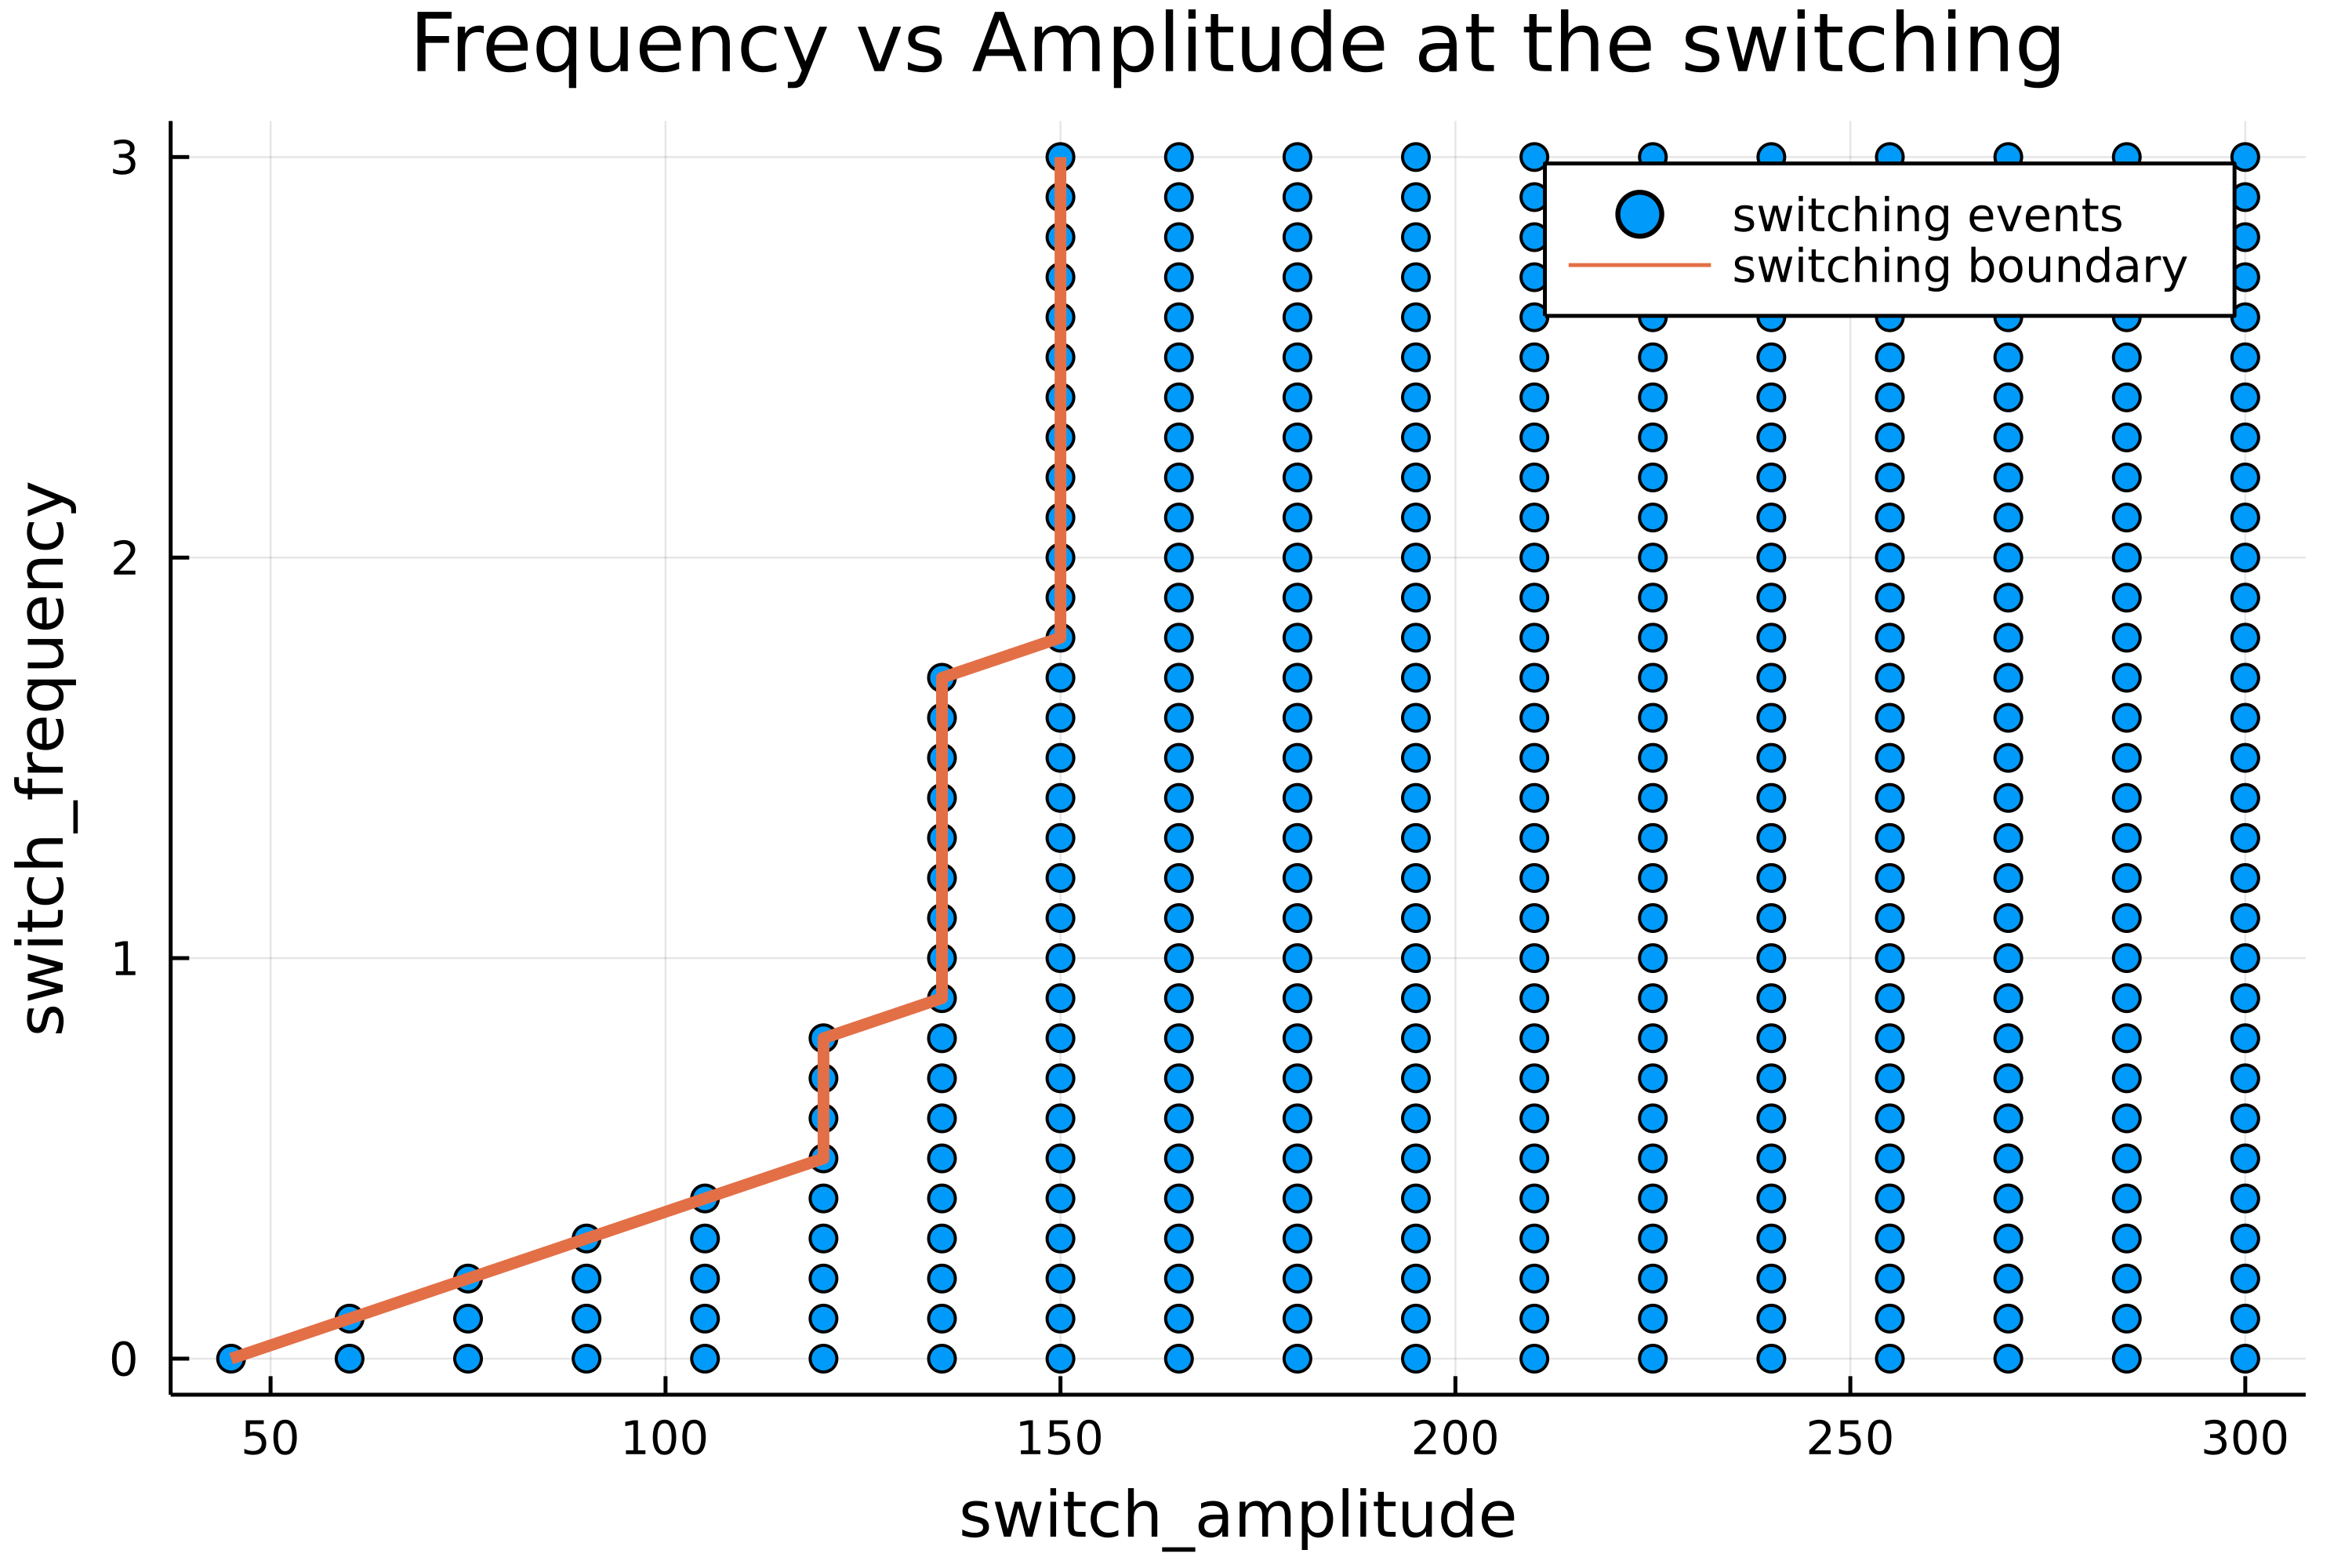 Frequency vs Amplitude at the switching
switching events
switching boundary
switch_frequency
3
2
1
0
50 100 150 200 250 300
switch_amplitude